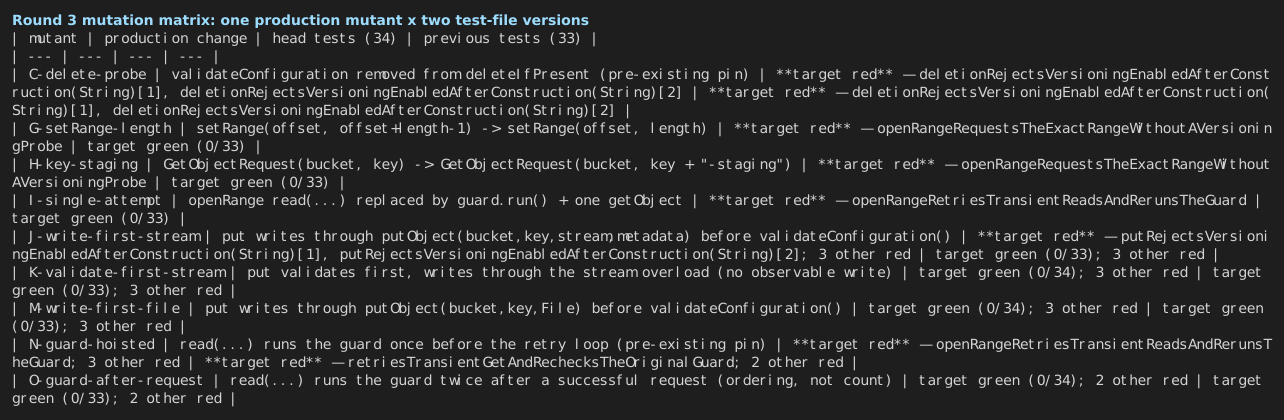 Round 3 mutation matrix: one production mutant x two test-file versions
| mutant | production change | head tests (34) | previous tests (33) |
| --- | --- | --- | --- |
| C-delete-probe | validateConfiguration removed from deleteIfPresent (pre-existing pin) | **target red** — deletionRejectsVersioningEnabledAfterConst
ruction(String)[1], deletionRejectsVersioningEnabledAfterConstruction(String)[2] | **target red** — deletionRejectsVersioningEnabledAfterConstruction(
String)[1], deletionRejectsVersioningEnabledAfterConstruction(String)[2] |
| G-setRange-length | setRange(offset, offset+length-1) -> setRange(offset, length) | **target red** — openRangeRequestsTheExactRangeWithoutAVersionin
gProbe | target green (0/33) |
| H-key-staging | GetObjectRequest(bucket, key) -> GetObjectRequest(bucket, key + "-staging") | **target red** — openRangeRequestsTheExactRangeWithout
AVersioningProbe | target green (0/33) |
| I-single-attempt | openRange read(...) replaced by guard.run() + one getObject | **target red** — openRangeRetriesTransientReadsAndRerunsTheGuard |
target green (0/33) |
| J-write-first-stream | put writes through putObject(bucket,key,stream,metadata) before validateConfiguration() | **target red** — putRejectsVersioni
ngEnabledAfterConstruction(String)[1], putRejectsVersioningEnabledAfterConstruction(String)[2]; 3 other red | target green (0/33); 3 other red |
| K-validate-first-stream | put validates first, writes through the stream overload (no observable write) | target green (0/34); 3 other red | target
green (0/33); 3 other red |
| M-write-first-file | put writes through putObject(bucket,key,File) before validateConfiguration() | target green (0/34); 3 other red | target green
(0/33); 3 other red |
| N-guard-hoisted | read(...) runs the guard once before the retry loop (pre-existing pin) | **target red** — openRangeRetriesTransientReadsAndRerunsT
heGuard; 3 other red | **target red** — retriesTransientGetAndRechecksTheOriginalGuard; 2 other red |
| O-guard-after-request | read(...) runs the guard twice after a successful request (ordering, not count) | target green (0/34); 2 other red | target
green (0/33); 2 other red |